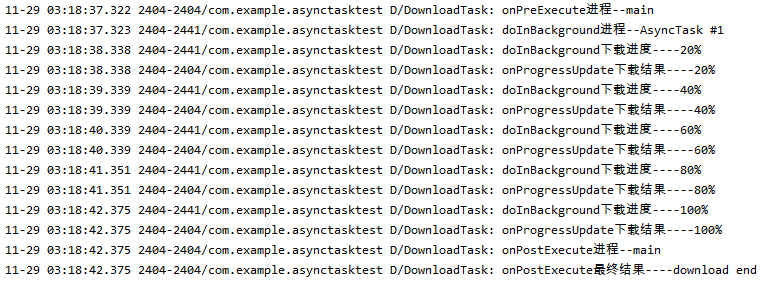 11-29 03:18:37.322 2404-2404/com.example.asynctasktest D/DownloadTask: onPreExecute进程--main
11-29 03:18:37.323 2404-2441/com.example.asynctasktest D/DownloadTask: doInBackground进程--AsyncTask #1
11-29 03:18:38.338 2404-2441/com.example.asynctasktest D/DownloadTask: doInBackground下载进度----20%
11-29 03:18:38.338 2404-2404/com.example.asynctasktest D/DownloadTask: onProgressUpdate下载结果----20%
11-29 03:18:39.339 2404-2441/com.example.asynctasktest D/DownloadTask: doInBackground下载进度----40%
11-29 03:18:39.339 2404-2404/com.example.asynctasktest D/DownloadTask: onProgressUpdate下载结果----40%
11-29 03:18:40.339 2404-2441/com.example.asynctasktest D/DownloadTask: doInBackground下载进度----60%
11-29 03:18:40.339 2404-2404/com.example.asynctasktest D/DownloadTask: onProgressUpdate下载结果----60%
11-29 03:18:41.351 2404-2441/com.example.asynctasktest D/DownloadTask: doInBackground下载进度----80%
11-29 03:18:41.351 2404-2404/com.example.asynctasktest D/DownloadTask: onProgressUpdate下载结果----80%
11-29 03:18:42.375 2404-2441/com.example.asynctasktest D/DownloadTask: doInBackground下载进度----100%
11-29 03:18:42.375 2404-2404/com.example.asynctasktest D/DownloadTask: onProgressUpdate下载结果----100%
11-29 03:18:42.375 2404-2404/com.example.asynctasktest D/DownloadTask: onPostExecute进程--main
11-29 03:18:42.375 2404-2404/com.example.asynctasktest D/DownloadTask: onPostExecute最终结果----download end